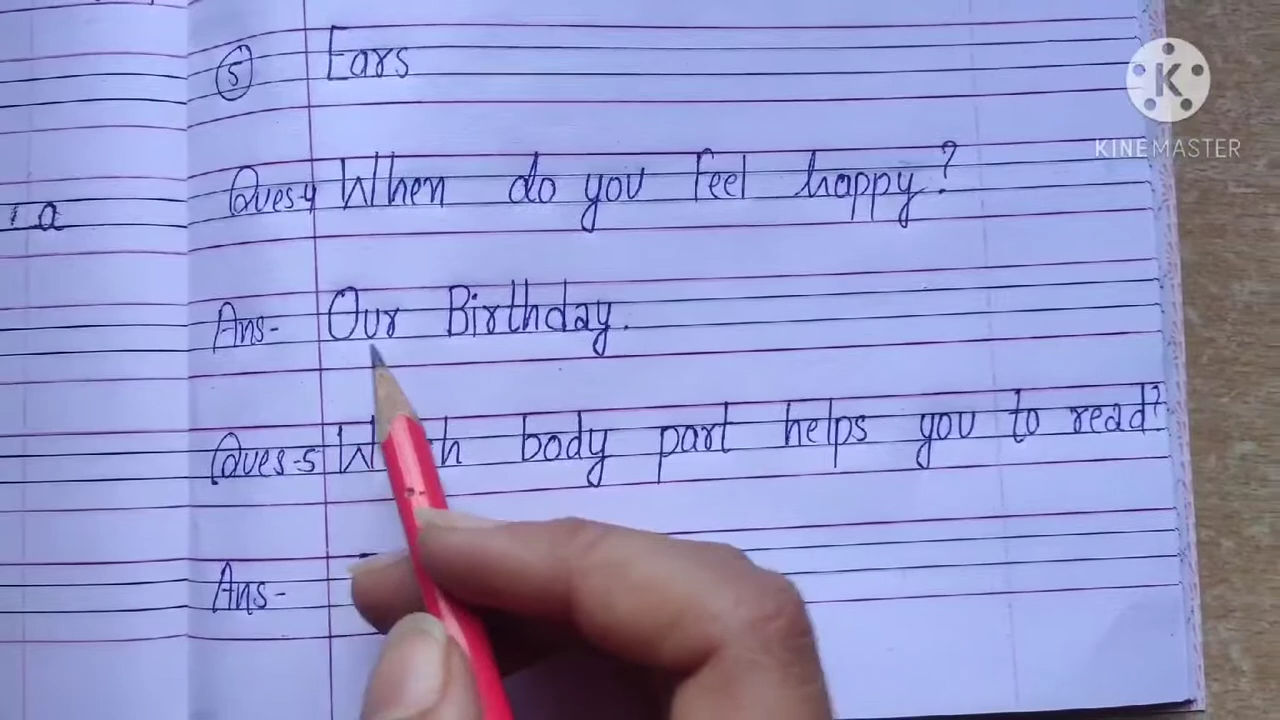 5 Ears
Ques-4 When do you feel happy?
Ans- Our Birthday.
Ques-5 body part helps you to read?
Ans-
a
K
KINEMASTER